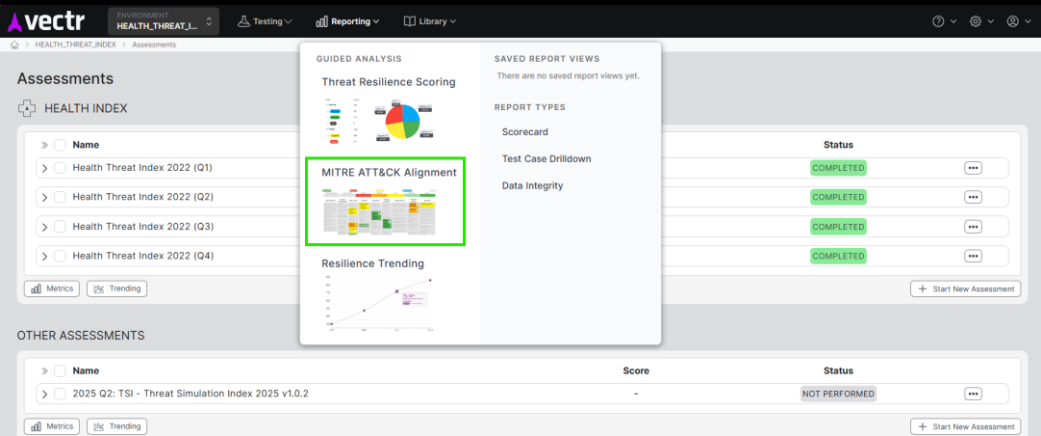 vectr
ENVIRONMENT
HEALTH_THREAT_I...
Testing
Reporting
Library
HEALTH_THREAT_INDEX > Assessments
Assessments
HEALTH INDEX
Name
Status
Health Threat Index 2022 (Q1)
COMPLETED
Health Threat Index 2022 (Q2)
COMPLETED
Health Threat Index 2022 (Q3)
COMPLETED
Health Threat Index 2022 (Q4)
COMPLETED
Metrics
Trending
+ Start New Assessment
GUIDED ANALYSIS
Threat Resilience Scoring
MITRE ATT&CK Alignment
Resilience Trending
SAVED REPORT VIEWS
There are no saved report views yet.
REPORT TYPES
Scorecard
Test Case Drilldown
Data Integrity
OTHER ASSESSMENTS
Name
Score
Status
2025 Q2: TSI - Threat Simulation Index 2025 v1.0.2
-
NOT PERFORMED
Metrics
Trending
+ Start New Assessment